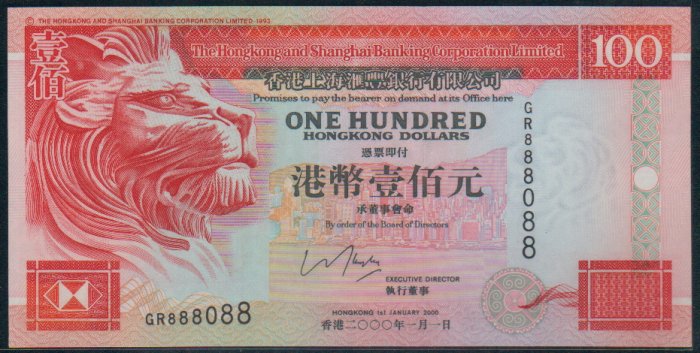 © THE HONGKONG AND SHANGHAI BANKING CORPORATION LIMITED 1993
壹佰
The Hongkong and Shanghai Banking Corporation Limited
100
香港上海滙豐銀行有限公司
Promises to pay the bearer on demand at its Office here
ONE HUNDRED
HONGKONG DOLLARS
憑票即付
港幣壹佰元
承董事會命
By order of the Board of Directors
GR888088
EXECUTIVE DIRECTOR
執行董事
GR888088
HONGKONG 1st JANUARY 2000
香港二〇〇〇年一月一日